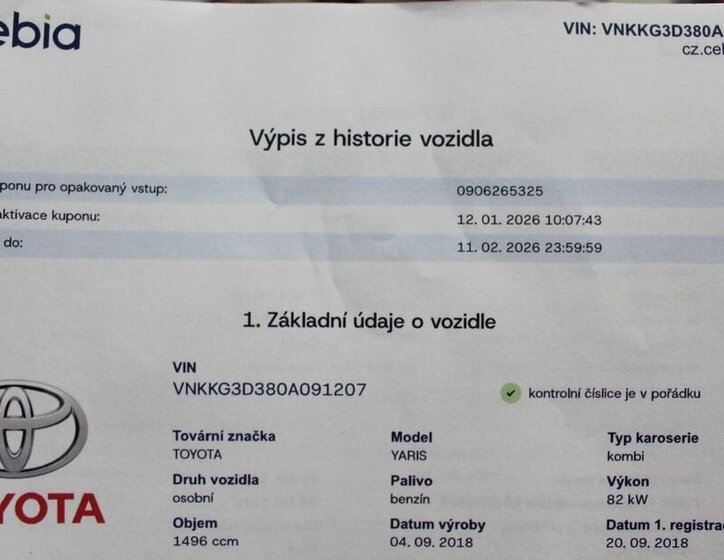 ebia
VIN: VNKKG3D380A
cz.ceb
Výpis z historie vozidla
ponu pro opakovaný vstup: 0906265325
aktivace kuponu: 12. 01. 2026 10:07:43
do: 11. 02. 2026 23:59:59
1. Základní údaje o vozidle
VIN
VNKKG3D380A091207 kontrolní číslice je v pořádku
Tovární značka Model Typ karoserie
TOYOTA YARIS kombi
Druh vozidla Palivo Výkon
osobní benzín 82 kW
OYOTA
Objem Datum výroby Datum 1. registrac
1496 ccm 04. 09. 2018 20. 09. 2018